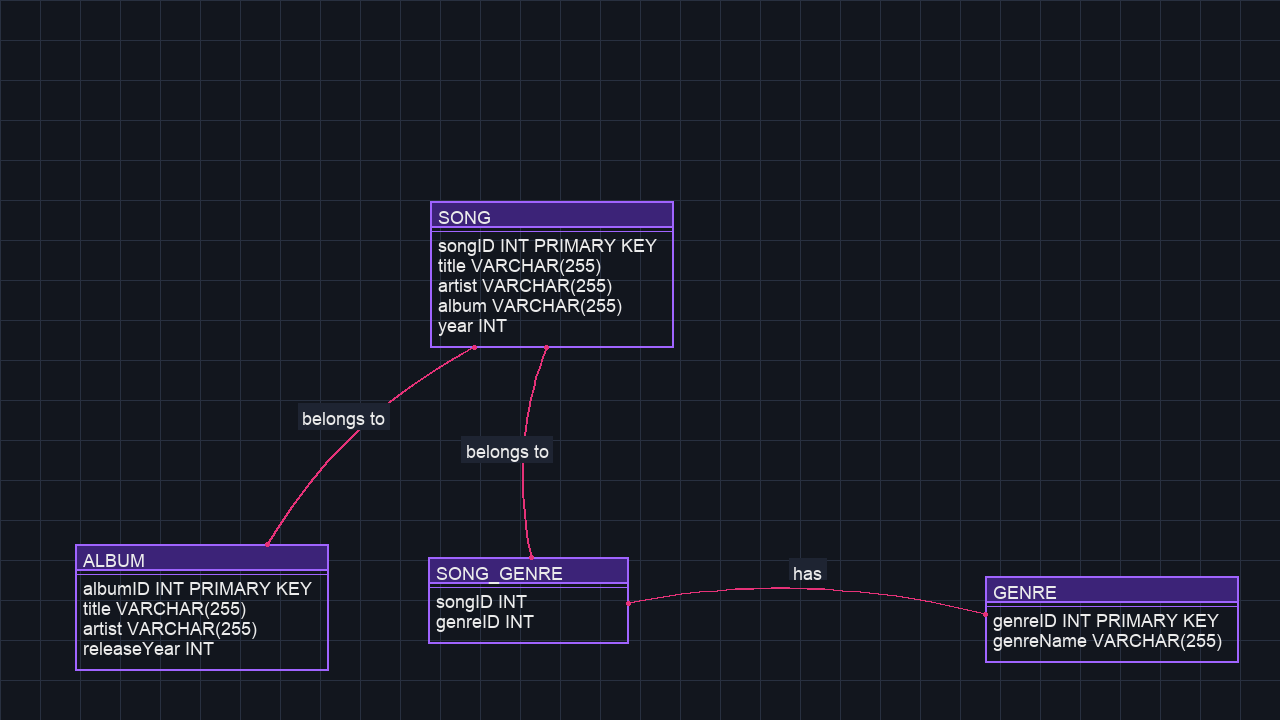 SONG
songID INT PRIMARY KEY
title VARCHAR(255)
artist VARCHAR(255)
album VARCHAR(255)
year INT
belongs to
belongs to
ALBUM
albumID INT PRIMARY KEY
title VARCHAR(255)
artist VARCHAR(255)
releaseYear INT
SONG_GENRE
songID INT
genreID INT
has
GENRE
genreID INT PRIMARY KEY
genreName VARCHAR(255)